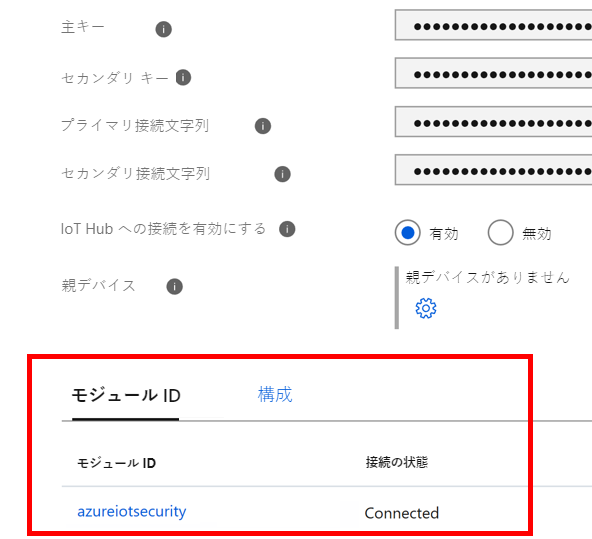 主キー
セカンダリ キー
プライマリ接続文字列
セカンダリ接続文字列
IoT Hub への接続を有効にする 有効 無効
親デバイス 親デバイスがありません
モジュール ID 構成
モジュール ID 接続の状態
azureiotsecurity Connected